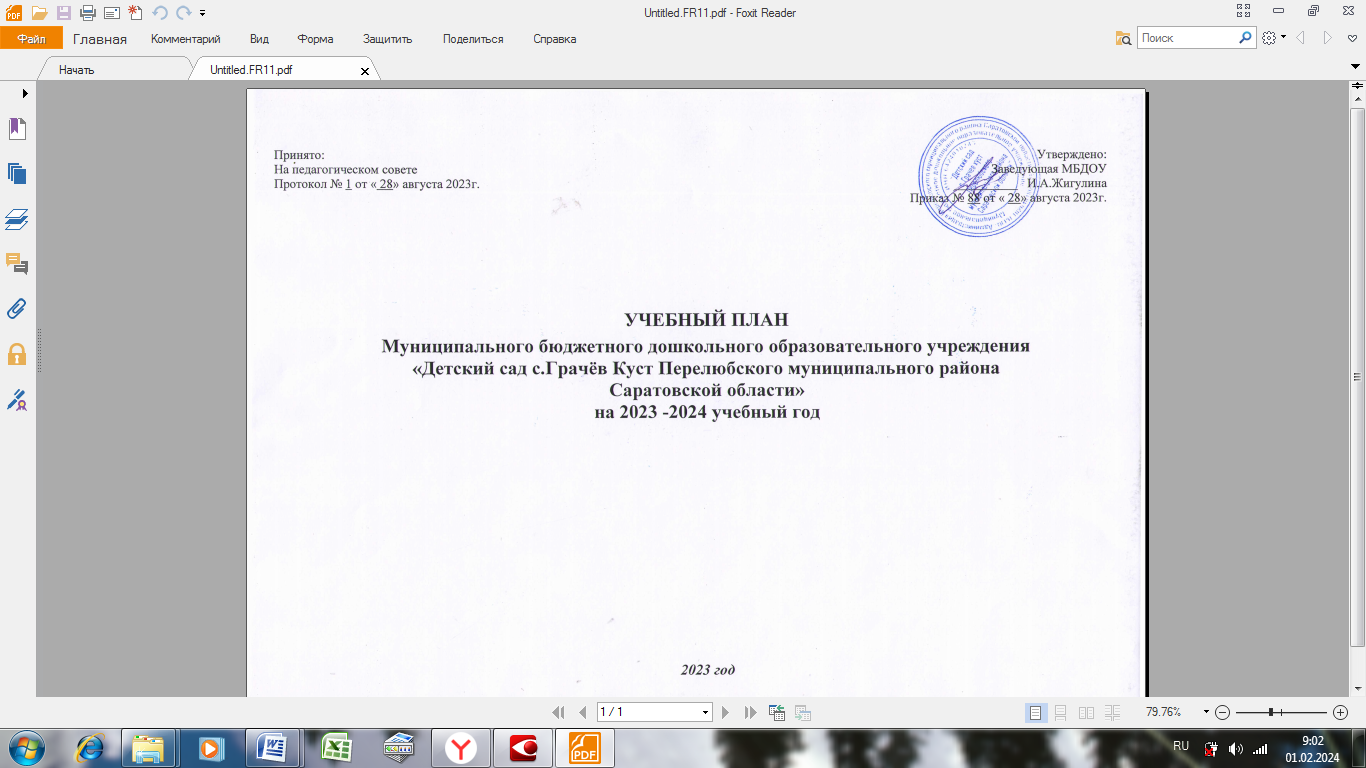 Untitled.FR11.pdf - Foxit Reader
Файл Главная Комментарий Вид Форма Защитить Поделиться Справка Поиск
Начать Untitled.FR11.pdf
Принято:
На педагогическом совете
Протокол № 1 от « 28» августа 2023г.
Утверждено:
Заведующая МБДОУ
И.А.Жигулина
Приказ № 88 от « 28» августа 2023г.
УЧЕБНЫЙ ПЛАН
Муниципального бюджетного дошкольного образовательного учреждения
«Детский сад с.Грачёв Куст Перелюбского муниципального района
Саратовской области»
на 2023 -2024 учебный год
2023 год
1 / 1 79.76%
RU 9:02
01.02.2024